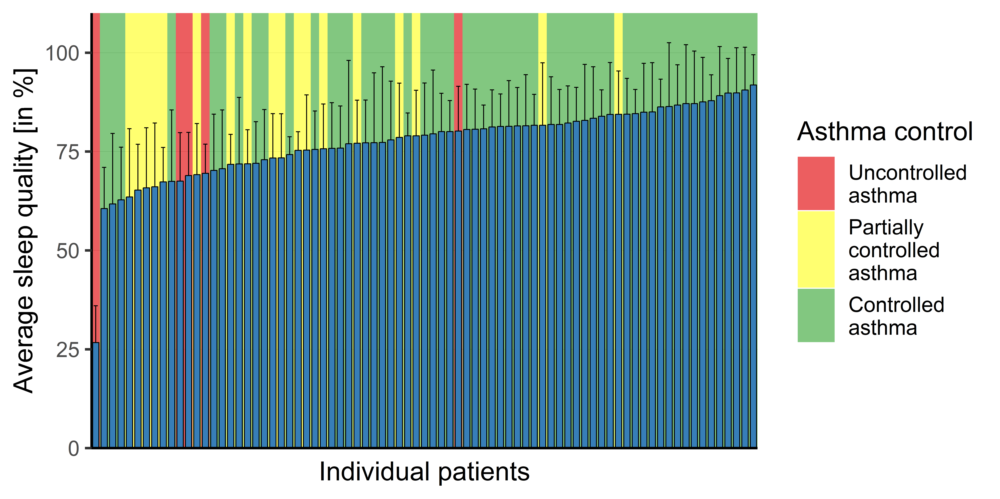 Average sleep quality [in %]
100
75
50
25
0
Individual patients
Asthma control
Uncontrolled
asthma
Partially
controlled
asthma
Controlled
asthma